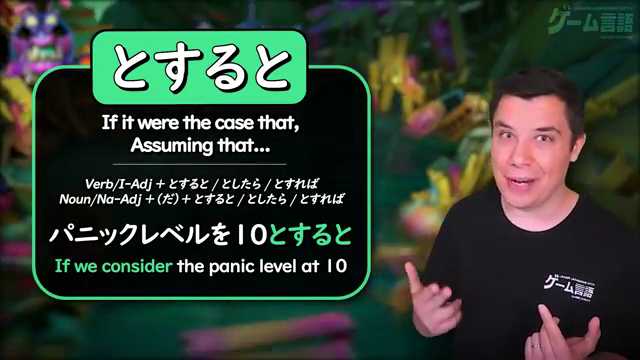 とすると
If it were the case that,
Assuming that...
Verb/I-Adj + とすると / としたら / とすれば
Noun/Na-Adj + (だ) + とすると / としたら / とすれば
パニックレベルを10とすると
If we consider the panic level at 10
ゲーム言語
ゲーム言語